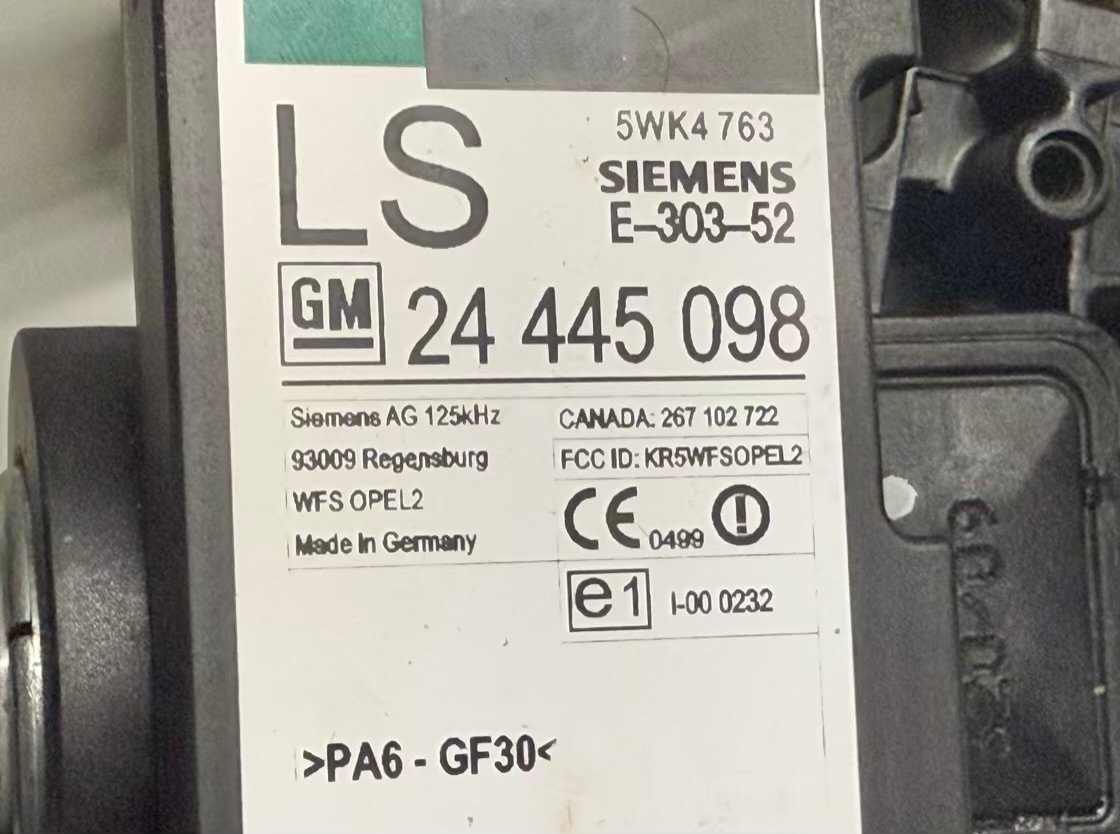 LS
5WK4 763
SIEMENS
E-303-52
GM 24 445 098
Siemens AG 125kHz
93009 Regensburg
WFS OPEL2
Made In Germany
CANADA: 267 102 722
FCC ID: KR5WFSOPEL2
CE 0499
e1 I-00 0232
>PA6 - GF30<